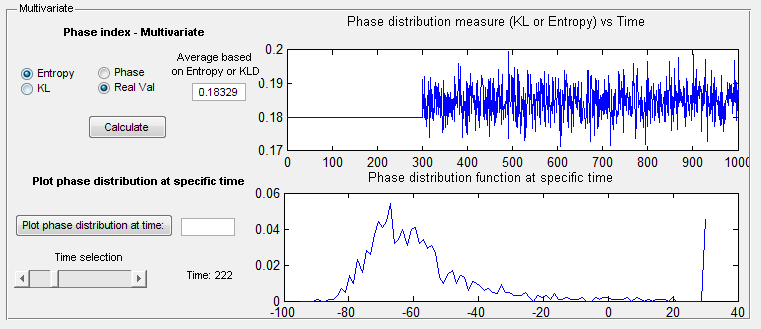 Multivariate
Phase index - Multivariate
Entropy
KL
Phase
Real Val
Average based
on Entropy or KLD
0.18329
Calculate
Phase distribution measure (KL or Entropy) vs Time
0.2
0.19
0.18
0.17
0 100 200 300 400 500 600 700 800 900 1000
Plot phase distribution at specific time
Plot phase distribution at time:
Time selection
Time: 222
Phase distribution function at specific time
0.06
0.04
0.02
0
-100 -80 -60 -40 -20 0 20 40